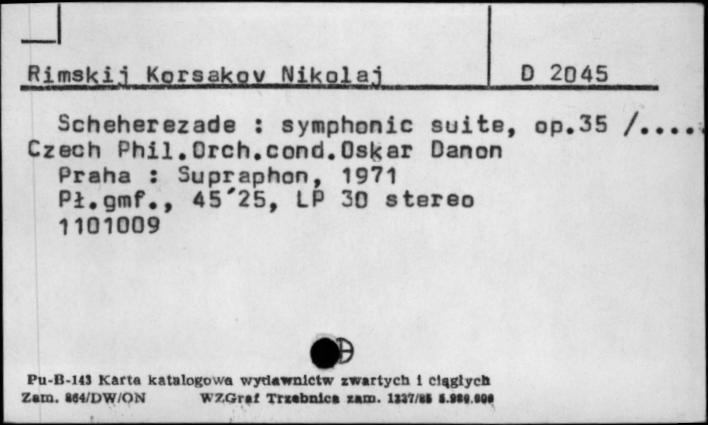 Rimskij Korsakov Nikolaj D 2045
Scheherezade : symphonic suite, op.35 /.....
Czech Phil.Orch.cond.Oskar Danon
Praha : Supraphon, 1971
Pł.gmf., 45´25, LP 30 stereo
1101009
Pu-B-143 Karta katalogowa wydawnictw zwartych i ciągłych
Zam. 864/DW/ON WZGraf Trzebnica zam. 1337/85